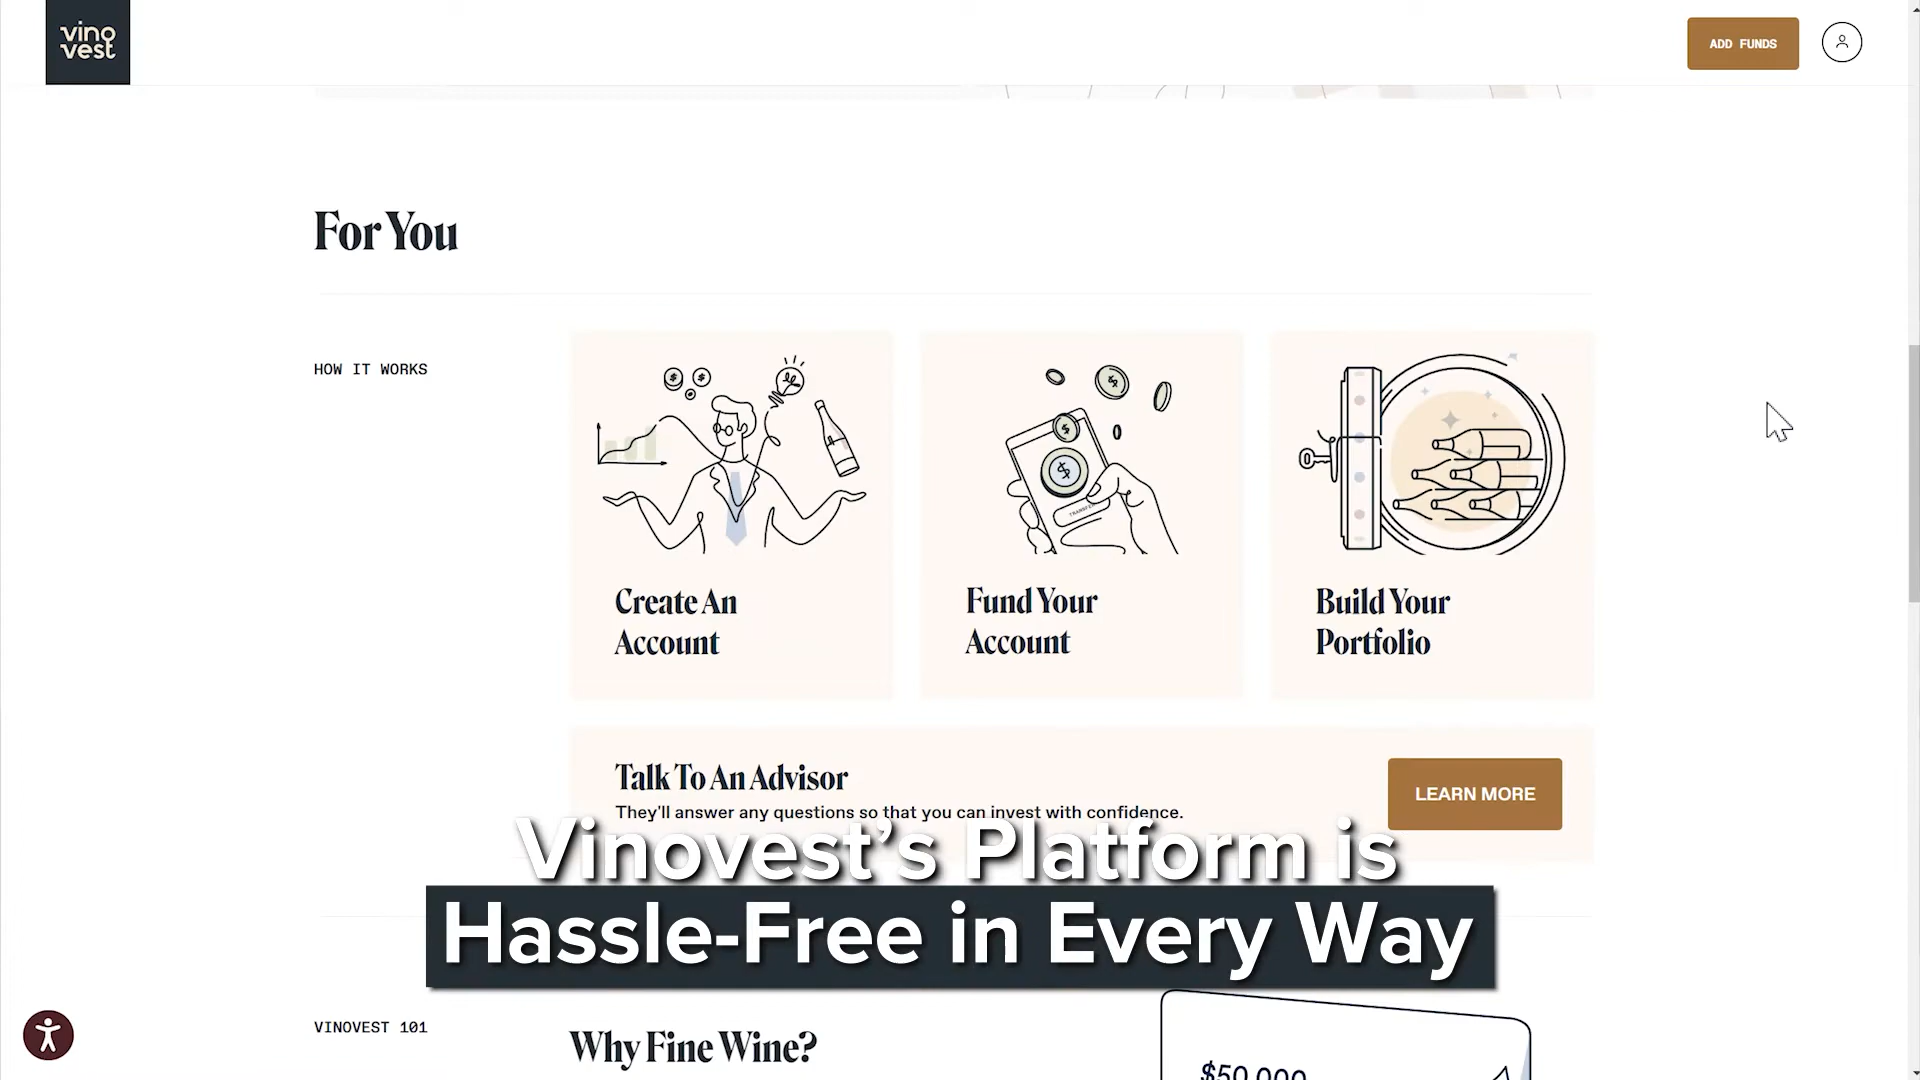 vino
vest
ADD FUNDS
For You
HOW IT WORKS
TRANSFER
Create An
Account
Fund Your
Account
Build Your
Portfolio
Talk To An Advisor
They'll answer any questions so that you can invest with confidence.
LEARN MORE
Vinovest’s Platform is
Hassle-Free in Every Way
VINOVEST 101
Why Fine Wine?
$50,000